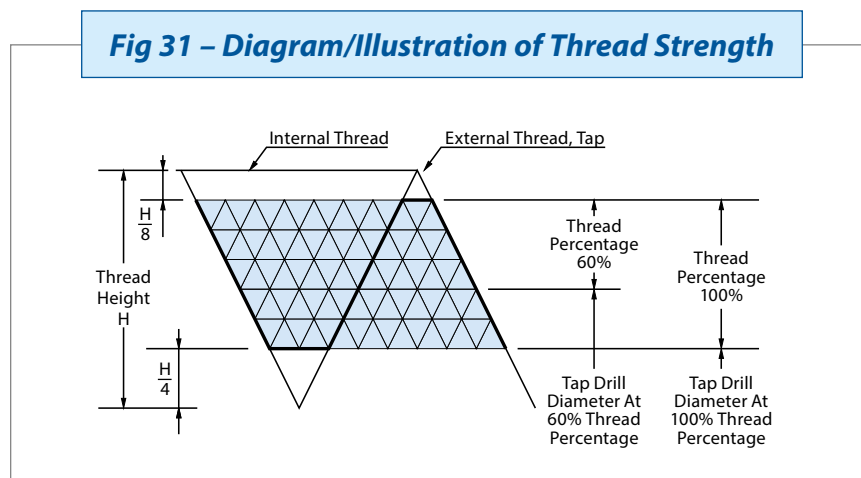 Fig 31 – Diagram/Illustration of Thread Strength
Internal Thread
External Thread, Tap
H
8
Thread
Height
H
H
4
Thread
Percentage
60%
Thread
Percentage
100%
Tap Drill
Diameter At
60% Thread
Percentage
Tap Drill
Diameter At
100% Thread
Percentage